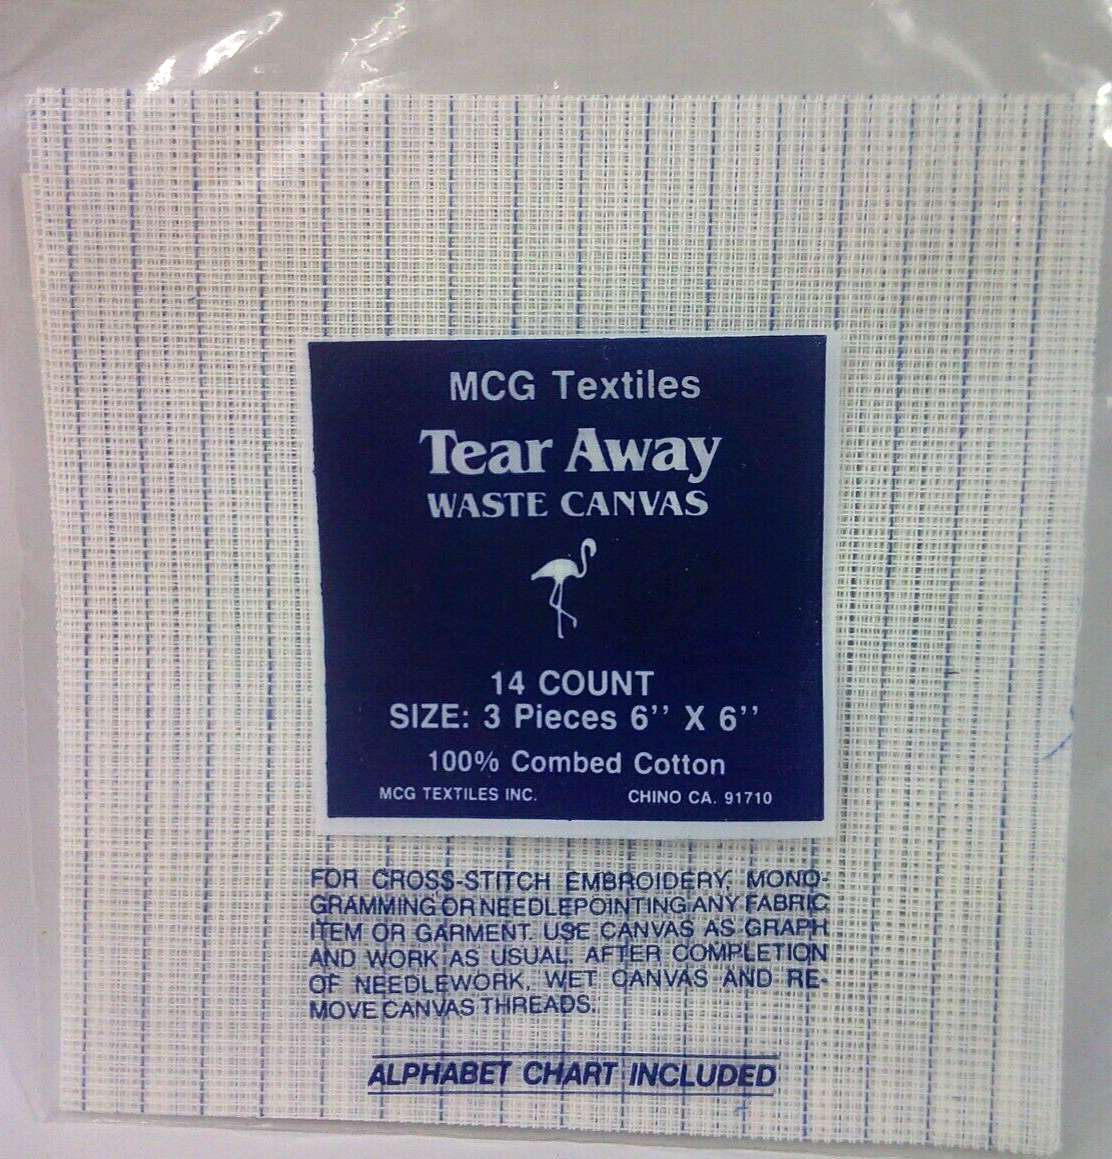 MCG Textiles
Tear Away
WASTE CANVAS
14 COUNT
SIZE: 3 Pieces 6'' X 6''
100% Combed Cotton
MCG TEXTILES INC. CHINO CA. 91710
FOR CROSS-STITCH EMBROIDERY, MONO-
GRAMMING OR NEEDLEPOINTING ANY FABRIC
ITEM OR GARMENT. USE CANVAS AS GRAPH
AND WORK AS USUAL. AFTER COMPLETION
OF NEEDLEWORK, WET CANVAS AND RE-
MOVE CANVAS THREADS.
ALPHABET CHART INCLUDED